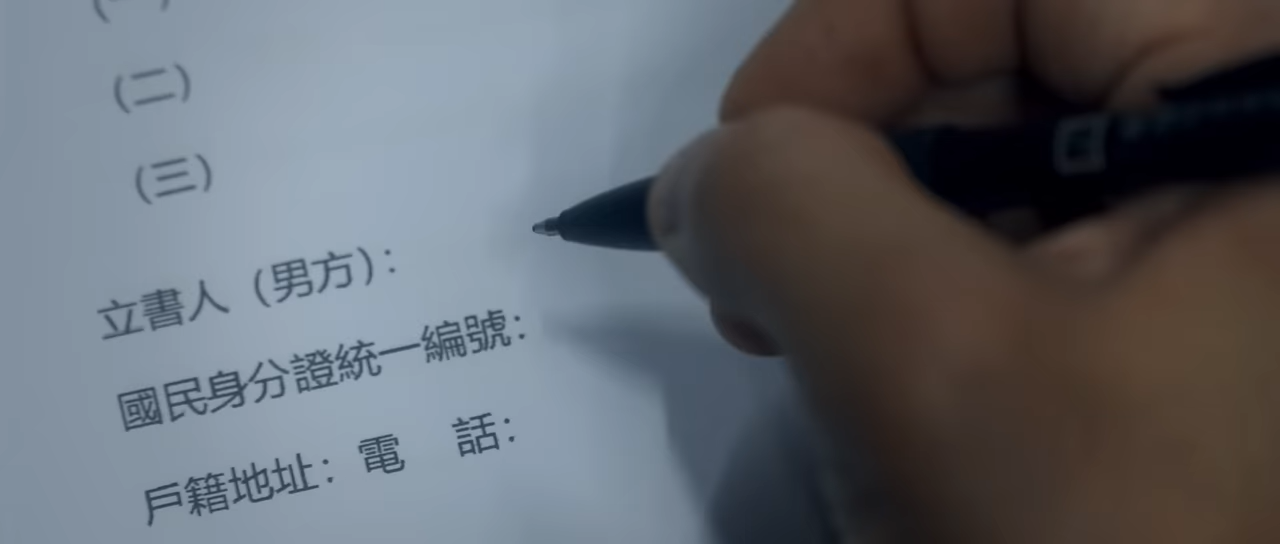 (二)
(三)
立書人（男方）：
國民身分證統一編號：
戶籍地址：電　話：